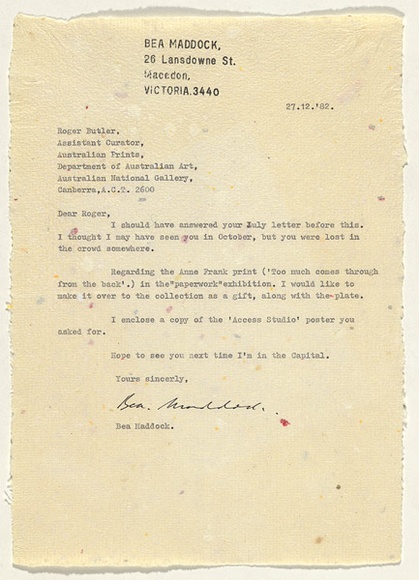 BEA MADDOCK,
26 Lansdowne St.
Macedon,
VICTORIA.3440
27.12.'82.
Roger Butler,
Assistant Curator,
Australian Prints,
Department of Australian Art,
Australian National Gallery,
Canberra,A.C.T. 2600
Dear Roger,
I should have answered your July letter before this.
I thought I may have seen you in October, but you were lost in
the crowd somewhere.
Regarding the Anne Frank print ('Too much comes through
from the back'.) in the"paperwork"exhibition. I would like to
make it over to the collection as a gift, along with the plate.
I enclose a copy of the 'Access Studio' poster you
asked for.
Hope to see you next time I'm in the Capital.
Yours sincerly,
Bea. Maddock.
Bea Maddock.